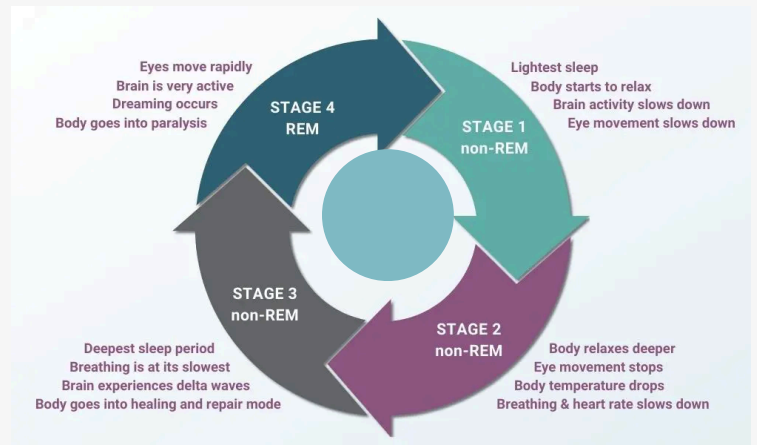 Eyes move rapidly
Brain is very active
Dreaming occurs
Body goes into paralysis
STAGE 4
REM
Lightest sleep
Body starts to relax
Brain activity slows down
Eye movement slows down
STAGE 1
non-REM
STAGE 2
non-REM
Body relaxes deeper
Eye movement stops
Body temperature drops
Breathing & heart rate slows down
STAGE 3
non-REM
Deepest sleep period
Breathing is at its slowest
Brain experiences delta waves
Body goes into healing and repair mode